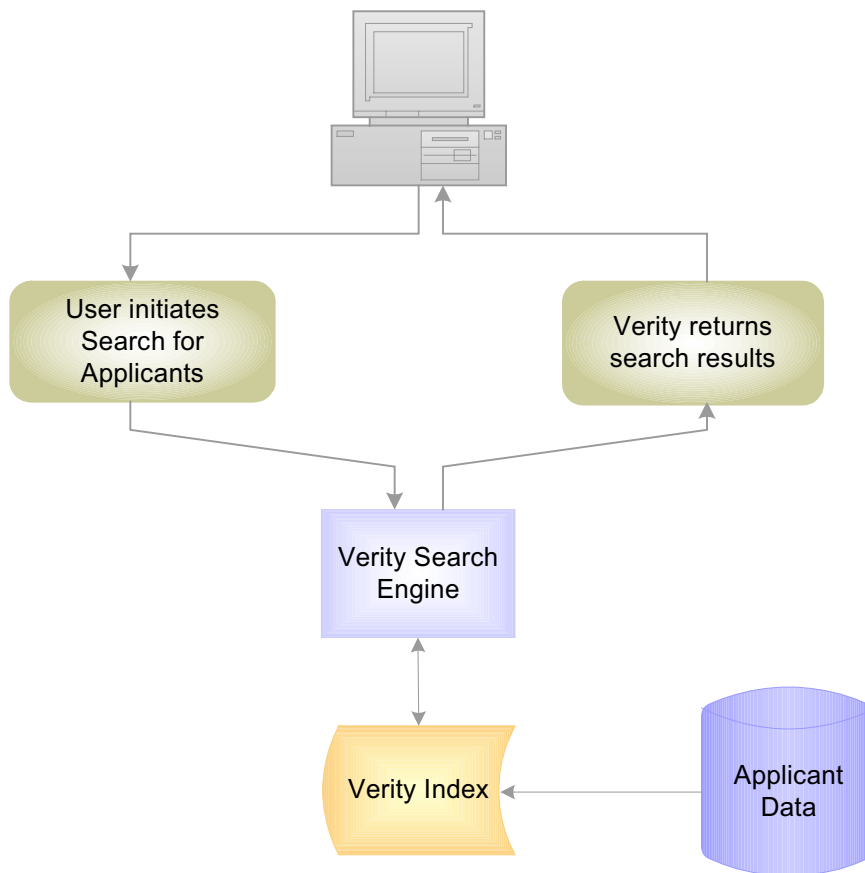 User initiates
Search for
Applicants
Verity returns
search results
Verity Search
Engine
Verity Index
Applicant
Data